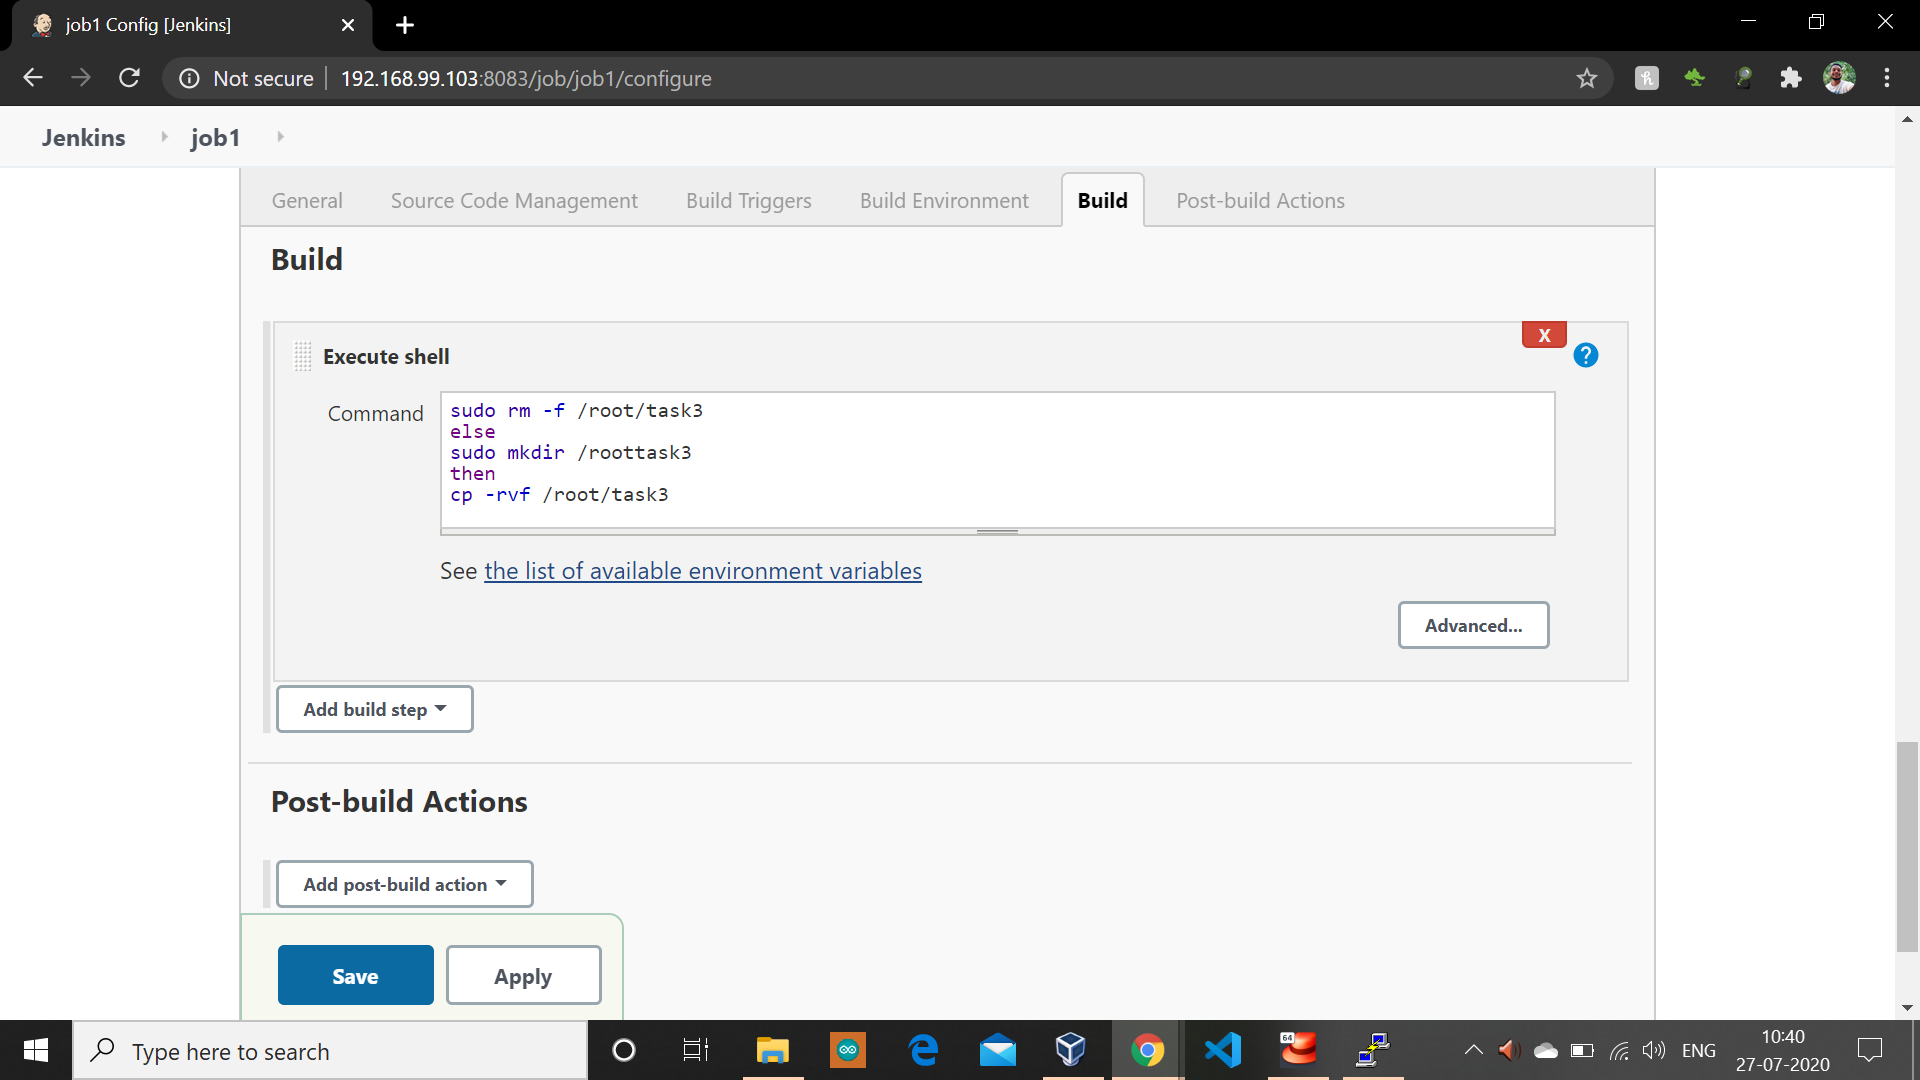 job1 Config [Jenkins]
Not secure 192.168.99.103:8083/job/job1/configure
Jenkins job1
General Source Code Management Build Triggers Build Environment Build Post-build Actions
Build
X
Execute shell ?
Command
sudo rm -f /root/task3
else
sudo mkdir /roottask3
then
cp -rvf /root/task3
See the list of available environment variables
Advanced...
Add build step
Post-build Actions
Add post-build action
Save Apply
Type here to search
64
ENG
10:40
27-07-2020